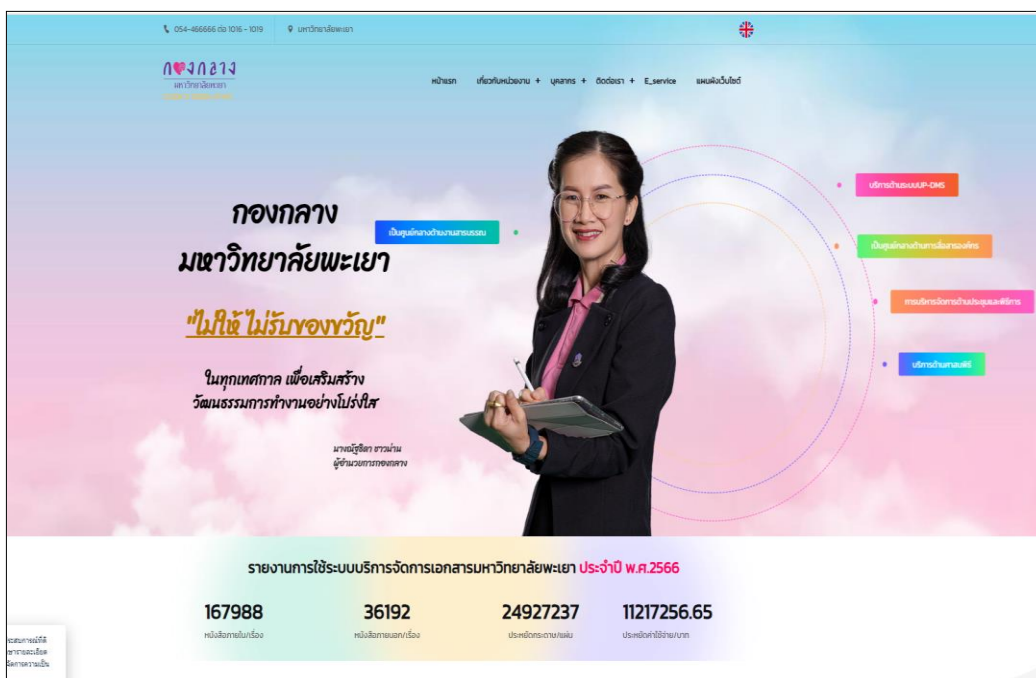 054-466666 ต่อ 1016 - 1019
มหาวิทยาลัยพะเยา
กองกลาง
มหาวิทยาลัยพะเยา
หน้าแรก
เกี่ยวกับหน่วยงาน +
บุคลากร +
ติดต่อเรา +
E_service
แผนผังเว็บไซต์
กองกลาง
มหาวิทยาลัยพะเยา
"ไม่ให้ ไม่รับของขวัญ"
ในทุกเทศกาล เพื่อเสริมสร้าง
วัฒนธรรมการทำงานอย่างโปร่งใส
นางณัฐธิดา ชาวน่าน
ผู้อำนวยการกองกลาง
เป็นศูนย์กลางด้านงานสารบรรณ
บริการด้านระบบUP-DMS
เป็นศูนย์กลางด้านการสื่อสารองค์กร
การบริหารจัดการด้านประชุมและพิธีการ
บริการด้านศาสนพิธี
รายงานการใช้ระบบบริการจัดการเอกสารมหาวิทยาลัยพะเยา ประจำปี พ.ศ.2566
167988
หนังสือภายใน/เรื่อง
36192
หนังสือภายนอก/เรื่อง
24927237
ประหยัดกระดาษ/แผ่น
11217256.65
ประหยัดค่าใช้จ่าย/บาท